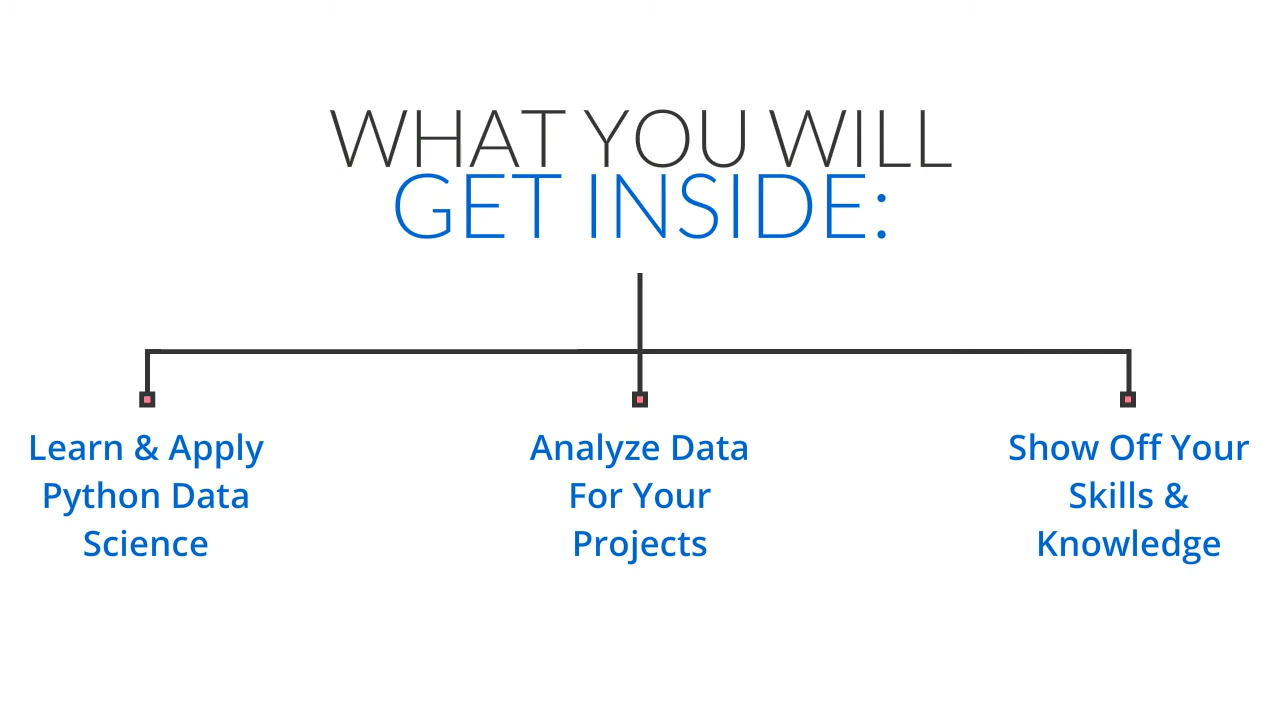 WHAT YOU WILL
GET INSIDE:
Learn & Apply
Python Data
Science
Analyze Data
For Your
Projects
Show Off Your
Skills &
Knowledge